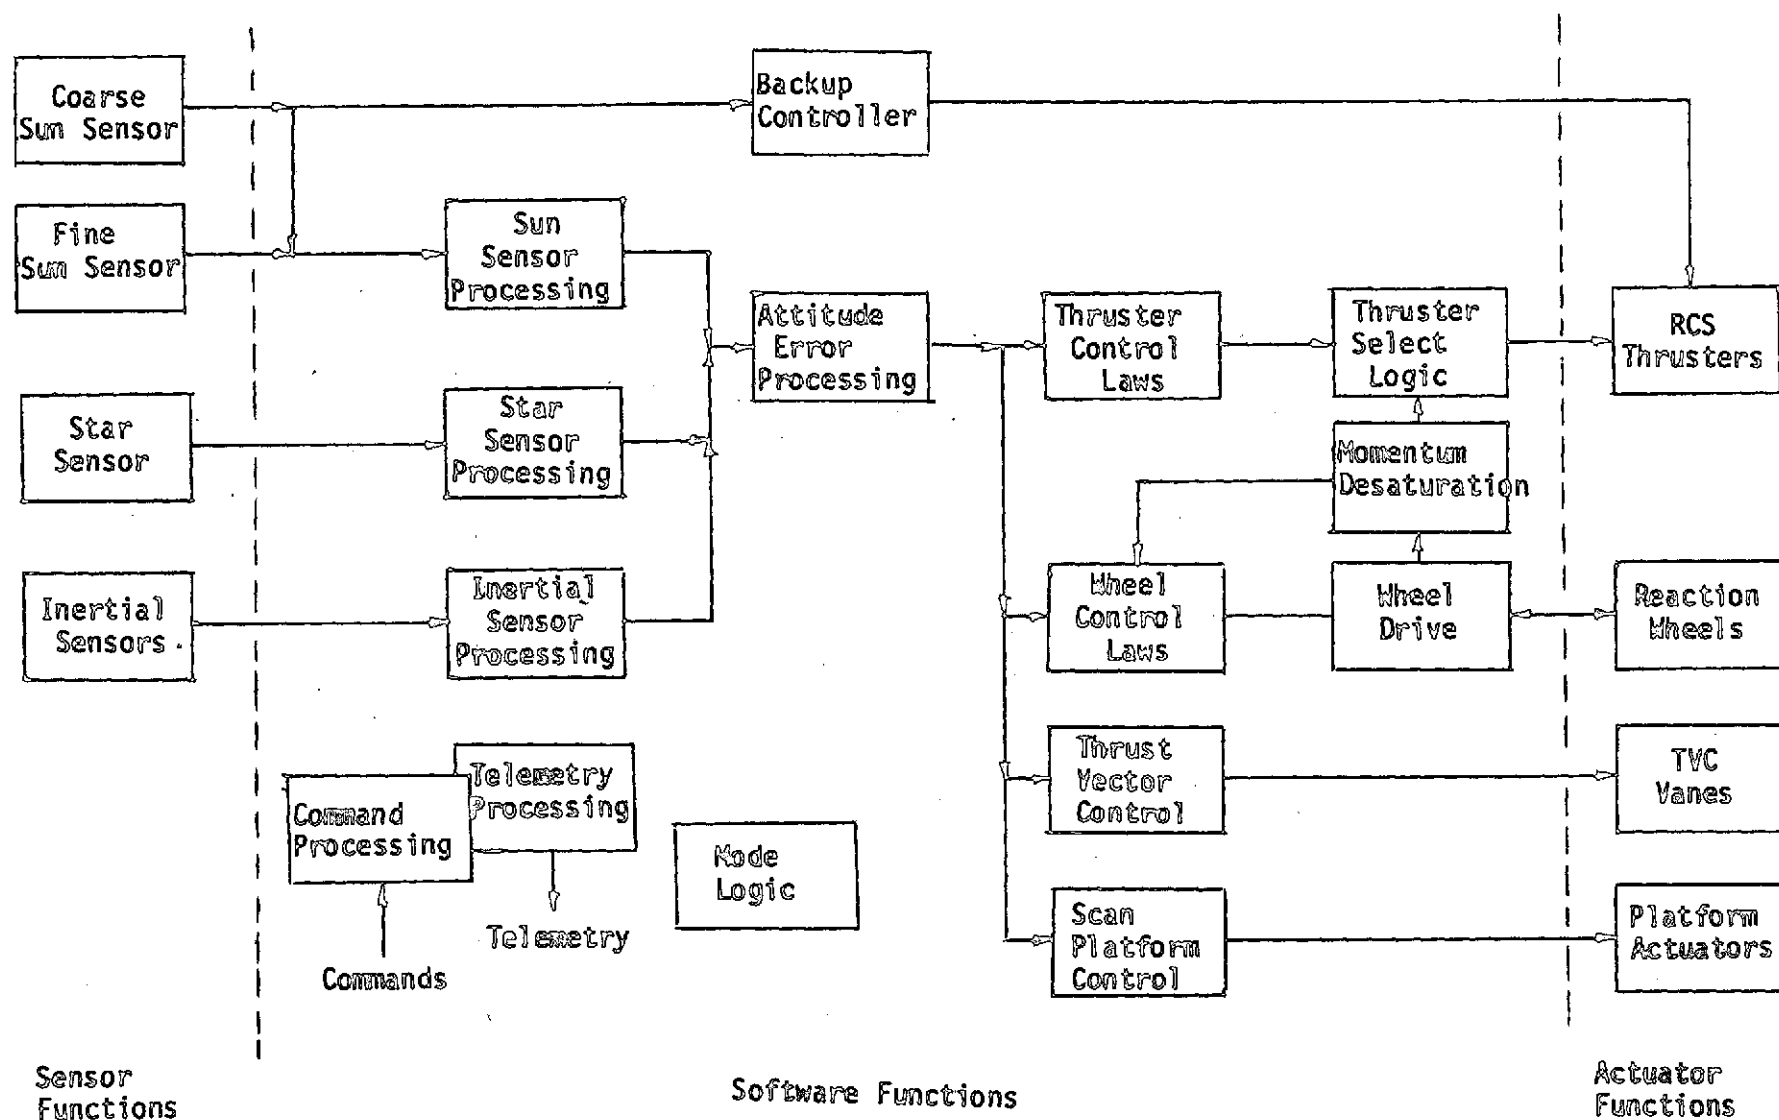 Coarse
Sun Sensor
Backup
Controller
Fine
Sun Sensor
Sun
Sensor
Processing
Attitude
Error
Processing
Thruster
Control
Laws
Thruster
Select
Logic
RCS
Thrusters
Star
Sensor
Star
Sensor
Processing
Momentum
Desaturation
Inertial
Sensors
Inertial
Sensor
Processing
Wheel
Control
Laws
Wheel
Drive
Reaction
Wheels
Telemetry
Processing
Command
Processing
Mode
Logic
Thrust
Vector
Control
TVC
Vanes
Telemetry
Commands
Scan
Platform
Control
Platform
Actuators
Sensor
Functions
Software Functions
Actuator
Functions